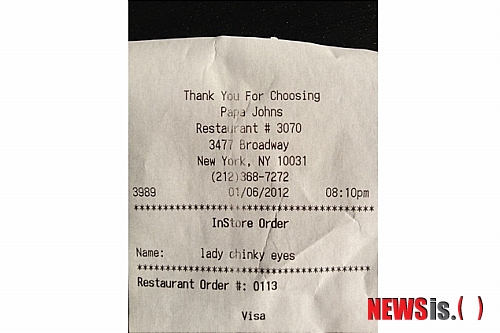 Thank You For Choosing
Papa Johns
Restaurant # 3070
3477 Broadway
New York, NY 10031
(212)368-7272
3989 01/06/2012 08:10pm
****************************************
InStore Order
Name: lady chinky eyes
****************************************
Restaurant Order #: 0113
Visa
NEWSis.( )